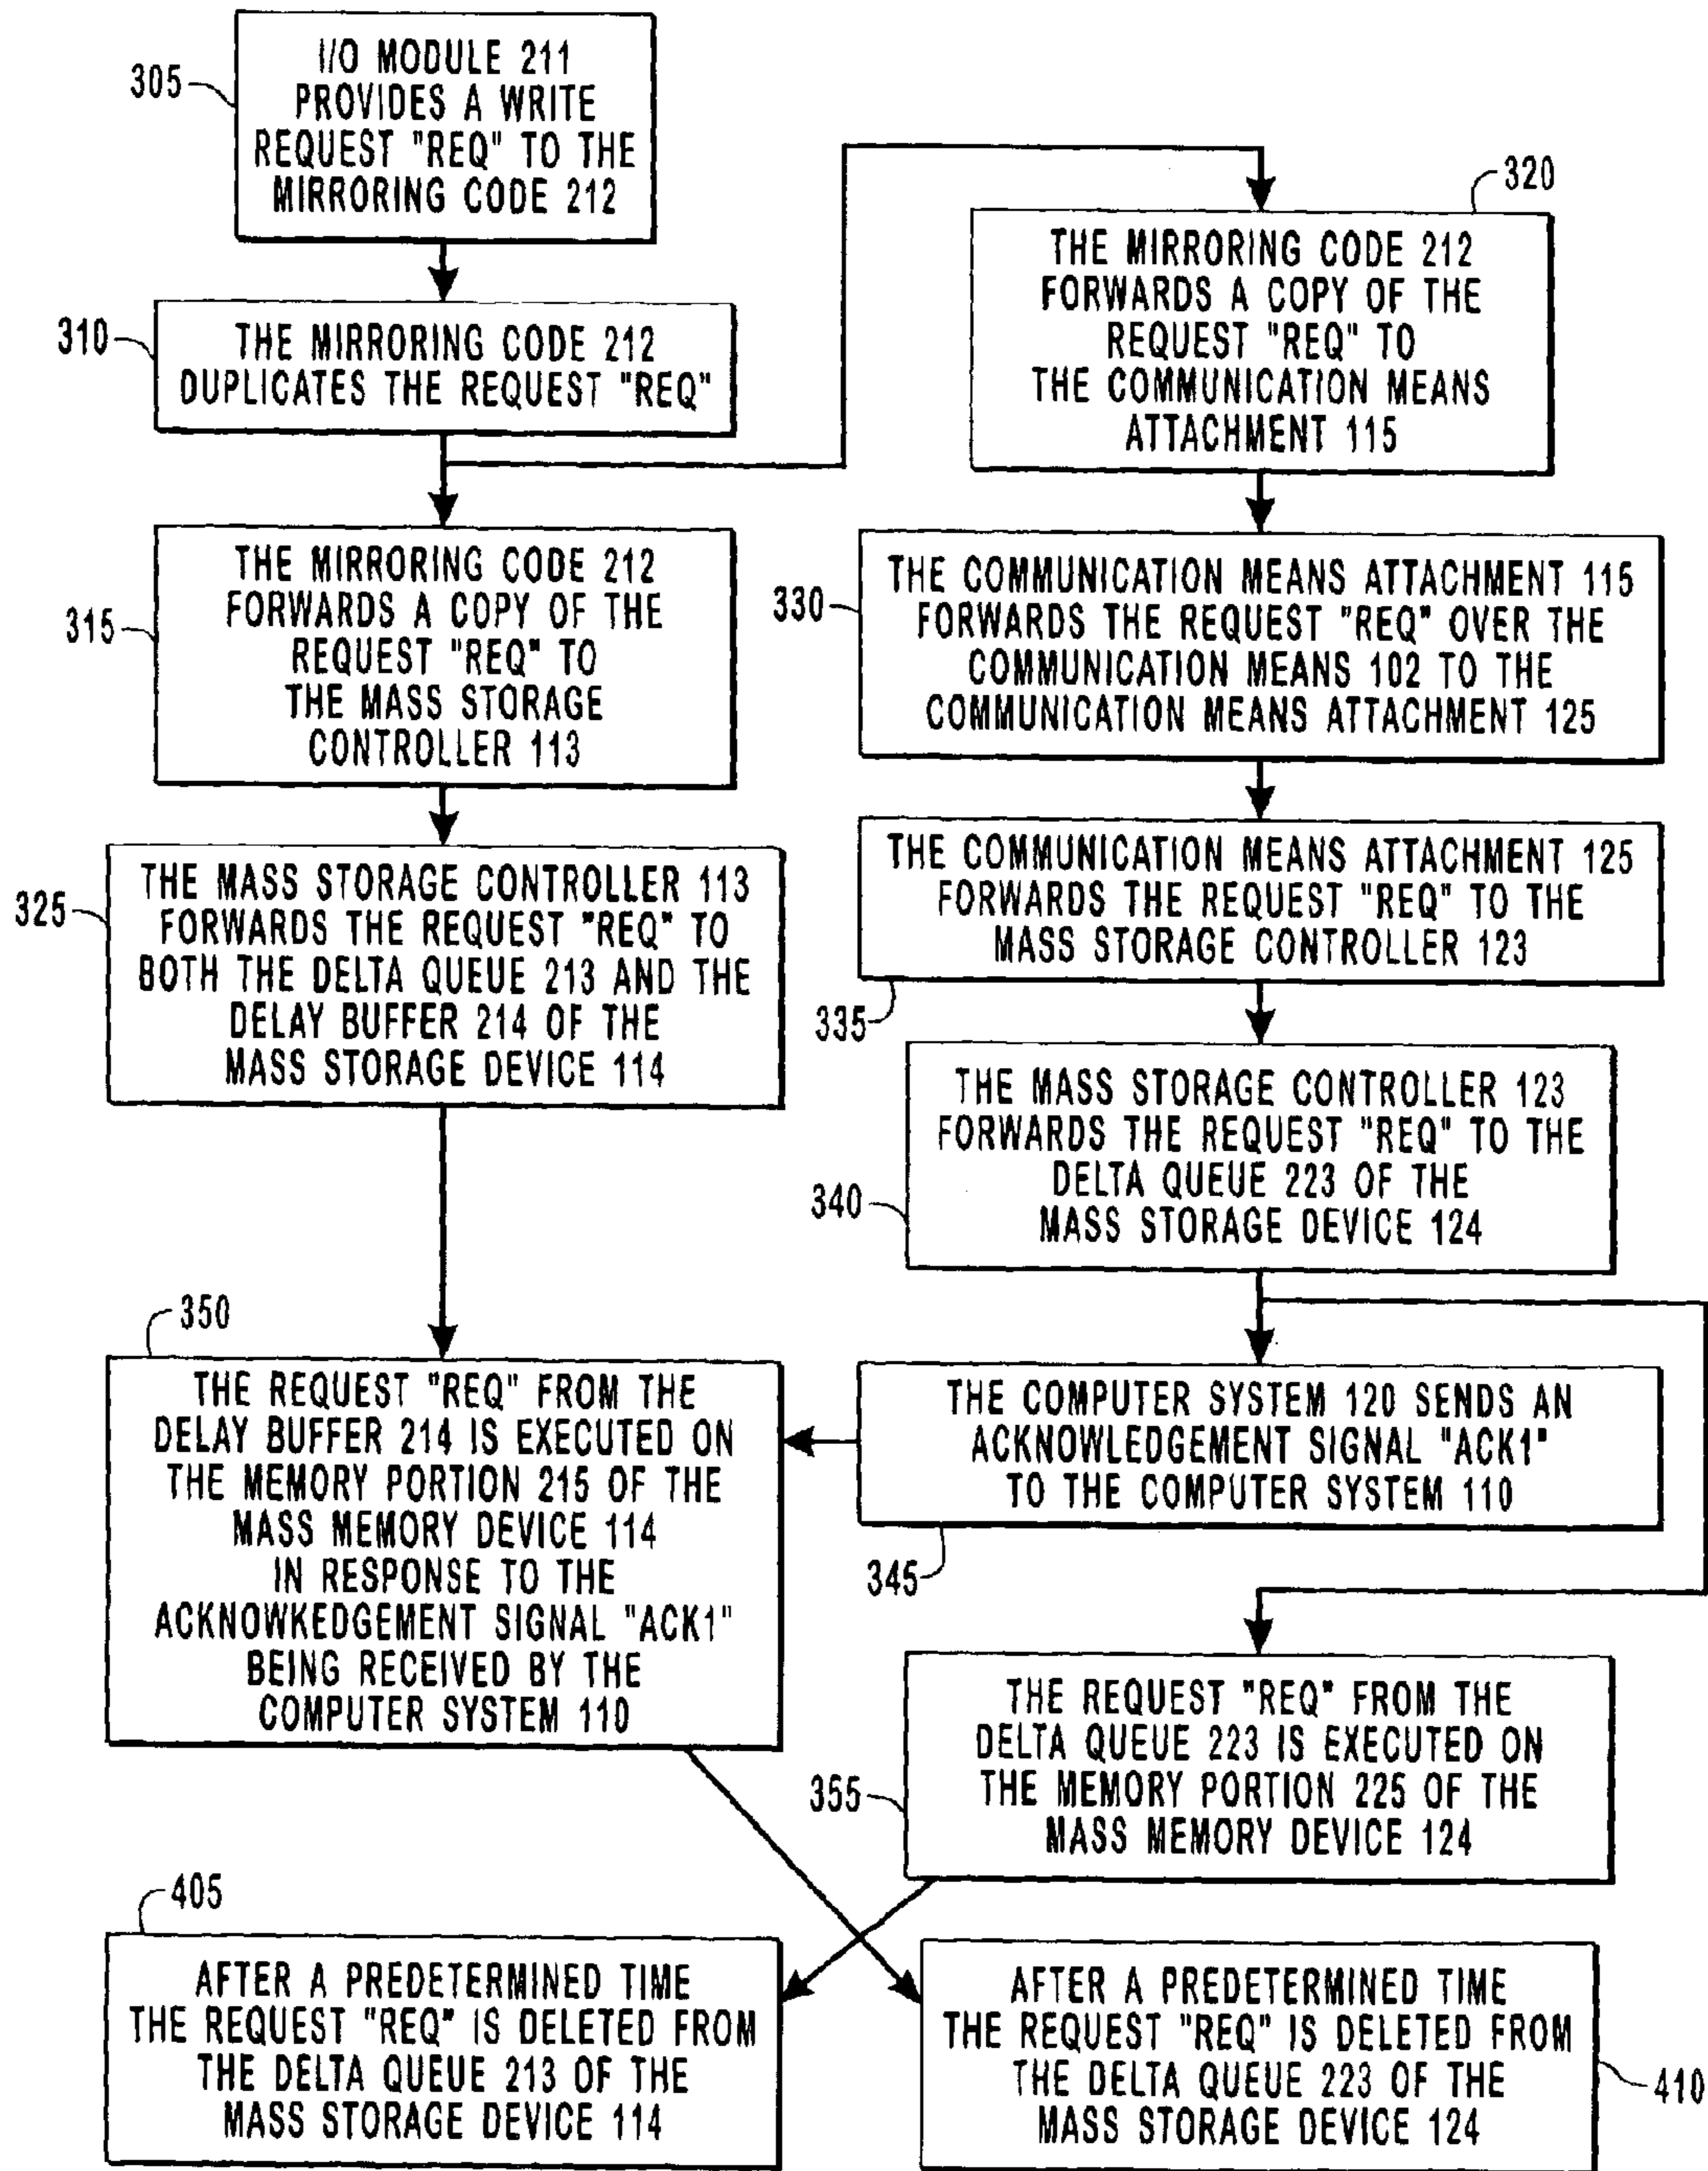 305
I/O MODULE 211
PROVIDES A WRITE
REQUEST "REQ" TO THE
MIRRORING CODE 212
310
THE MIRRORING CODE 212
DUPLICATES THE REQUEST "REQ"
315
THE MIRRORING CODE 212
FORWARDS A COPY OF THE
REQUEST "REQ" TO
THE MASS STORAGE
CONTROLLER 113
325
THE MASS STORAGE CONTROLLER 113
FORWARDS THE REQUEST "REQ" TO
BOTH THE DELTA QUEUE 213 AND THE
DELAY BUFFER 214 OF THE
MASS STORAGE DEVICE 114
320
THE MIRRORING CODE 212
FORWARDS A COPY OF THE
REQUEST "REQ" TO
THE COMMUNICATION MEANS
ATTACHMENT 115
330
THE COMMUNICATION MEANS ATTACHMENT 115
FORWARDS THE REQUEST "REQ" OVER THE
COMMUNICATION MEANS 102 TO THE
COMMUNICATION MEANS ATTACHMENT 125
THE COMMUNICATION MEANS ATTACHMENT 125
FORWARDS THE REQUEST "REQ" TO THE
MASS STORAGE CONTROLLER 123
335
THE MASS STORAGE CONTROLLER 123
FORWARDS THE REQUEST "REQ" TO THE
DELTA QUEUE 223 OF THE
MASS STORAGE DEVICE 124
340
350
THE REQUEST "REQ" FROM THE
DELAY BUFFER 214 IS EXECUTED ON
THE MEMORY PORTION 215 OF THE
MASS MEMORY DEVICE 114
IN RESPONSE TO THE
ACKNOWKEDGEMENT SIGNAL "ACK1"
BEING RECEIVED BY THE
COMPUTER SYSTEM 110
THE COMPUTER SYSTEM 120 SENDS AN
ACKNOWLEDGEMENT SIGNAL "ACK1"
TO THE COMPUTER SYSTEM 110
345
THE REQUEST "REQ" FROM THE
DELTA QUEUE 223 IS EXECUTED ON
THE MEMORY PORTION 225 OF THE
MASS MEMORY DEVICE 124
355
405
AFTER A PREDETERMINED TIME
THE REQUEST "REQ" IS DELETED FROM
THE DELTA QUEUE 213 OF THE
MASS STORAGE DEVICE 114
AFTER A PREDETERMINED TIME
THE REQUEST "REQ" IS DELETED FROM
THE DELTA QUEUE 223 OF THE
MASS STORAGE DEVICE 124
410